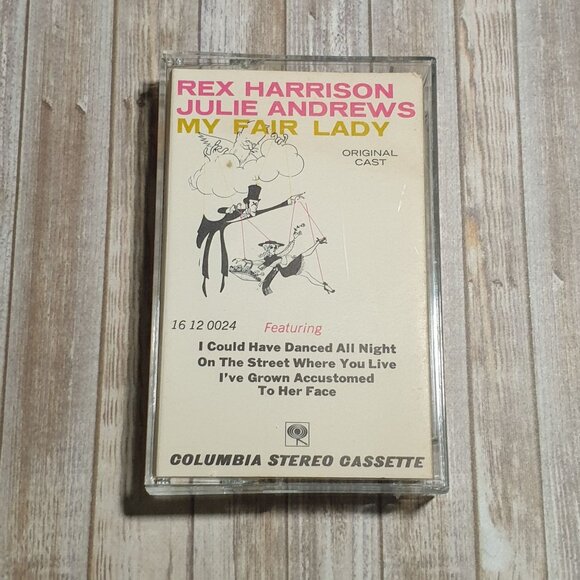 REX HARRISON
JULIE ANDREWS
MY FAIR LADY
ORIGINAL
CAST
16 12 0024
Featuring
I Could Have Danced All Night
On The Street Where You Live
I've Grown Accustomed
To Her Face
COLUMBIA STEREO CASSETTE